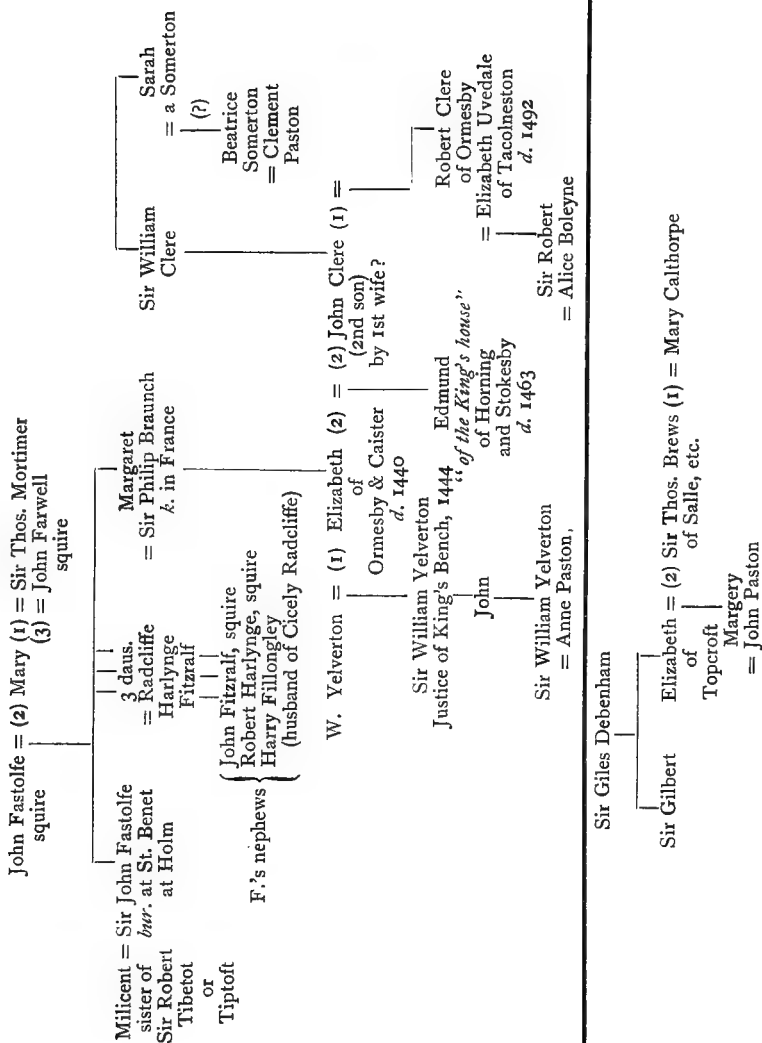 John Fastolfe = (2) Mary (1) = Sir Thos. Mortimer
squire (3) = John Farwell
squire
Milicent = Sir John Fastolfe
sister of bur. at St. Benet
Sir Robert at Holm
Tibetot
or
Tiptoft
3 daus.
= Radcliffe
Harlynge
Fitzralf
Margaret
= Sir Philip Braunch
k. in France
Sir William
Clere
Sarah
= a Somerton
(?)
Beatrice
Somerton
= Clement
Paston
F.'s nephews
John Fitzralf, squire
Robert Harlynge, squire
Harry Fillongley
(husband of Cicely Radcliffe)
W. Yelverton = (1) Elizabeth (2) = (2) John Clere (1) =
of (2nd son)
Ormesby & Caister by 1st wife?
d. 1440
Sir William Yelverton
Justice of King's Bench, 1444
Edmund
"of the King's house"
of Horning
and Stokesby
d. 1463
Robert Clere
of Ormesby
= Elizabeth Uvedale
of Tacolneston
d. 1492
John
Sir Robert
= Alice Boleyne
Sir William Yelverton
= Anne Paston,
Sir Giles Debenham
Sir Gilbert
Elizabeth = (2) Sir Thos. Brews (1) = Mary Calthorpe
of of Salle, etc.
Topcroft
Margery
= John Paston